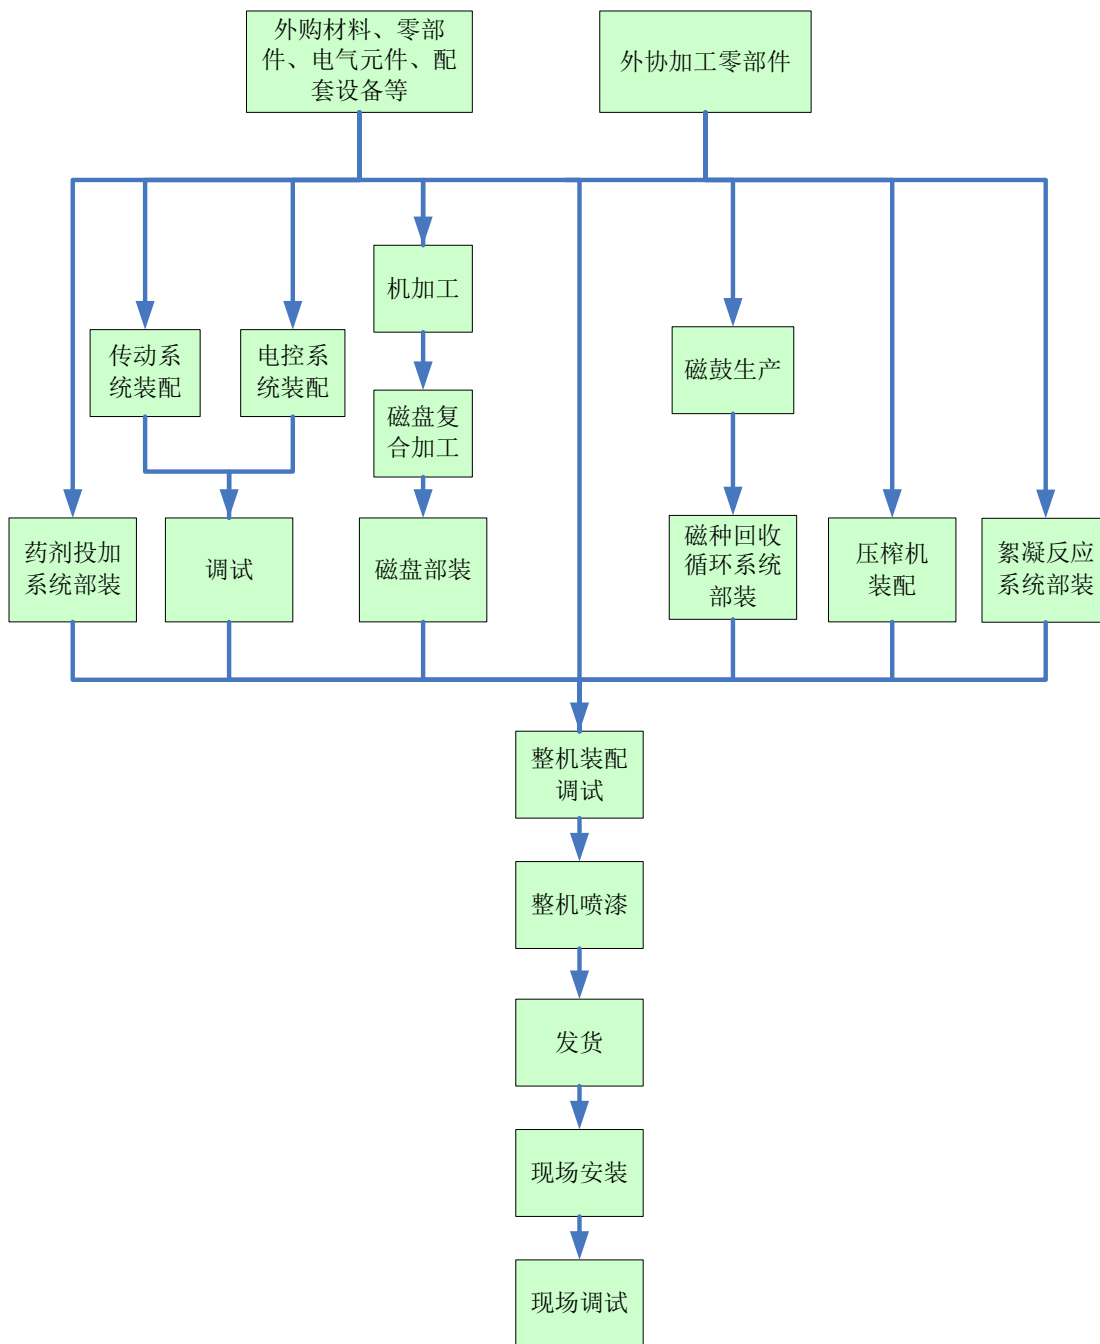 外购材料、零部
件、电气元件、配
套设备等
外协加工零部件
机加工
传动系
统装配
电控系
统装配
磁鼓生产
磁盘复
合加工
药剂投加
系统部装
调试
磁盘部装
磁种回收
循环系统
部装
压榨机
装配
絮凝反应
系统部装
整机装配
调试
整机喷漆
发货
现场安装
现场调试